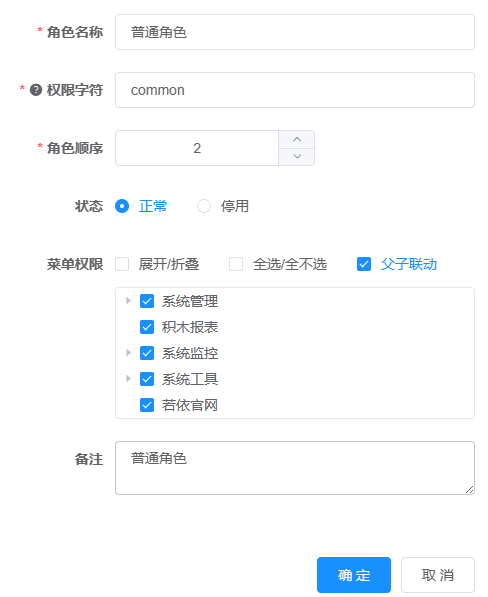 * 角色名称 普通角色
* ? 权限字符 common
* 角色顺序 2
状态 正常 停用
菜单权限 展开/折叠 全选/全不选 父子联动
系统管理
积木报表
系统监控
系统工具
若依官网
备注 普通角色
确 定 取 消